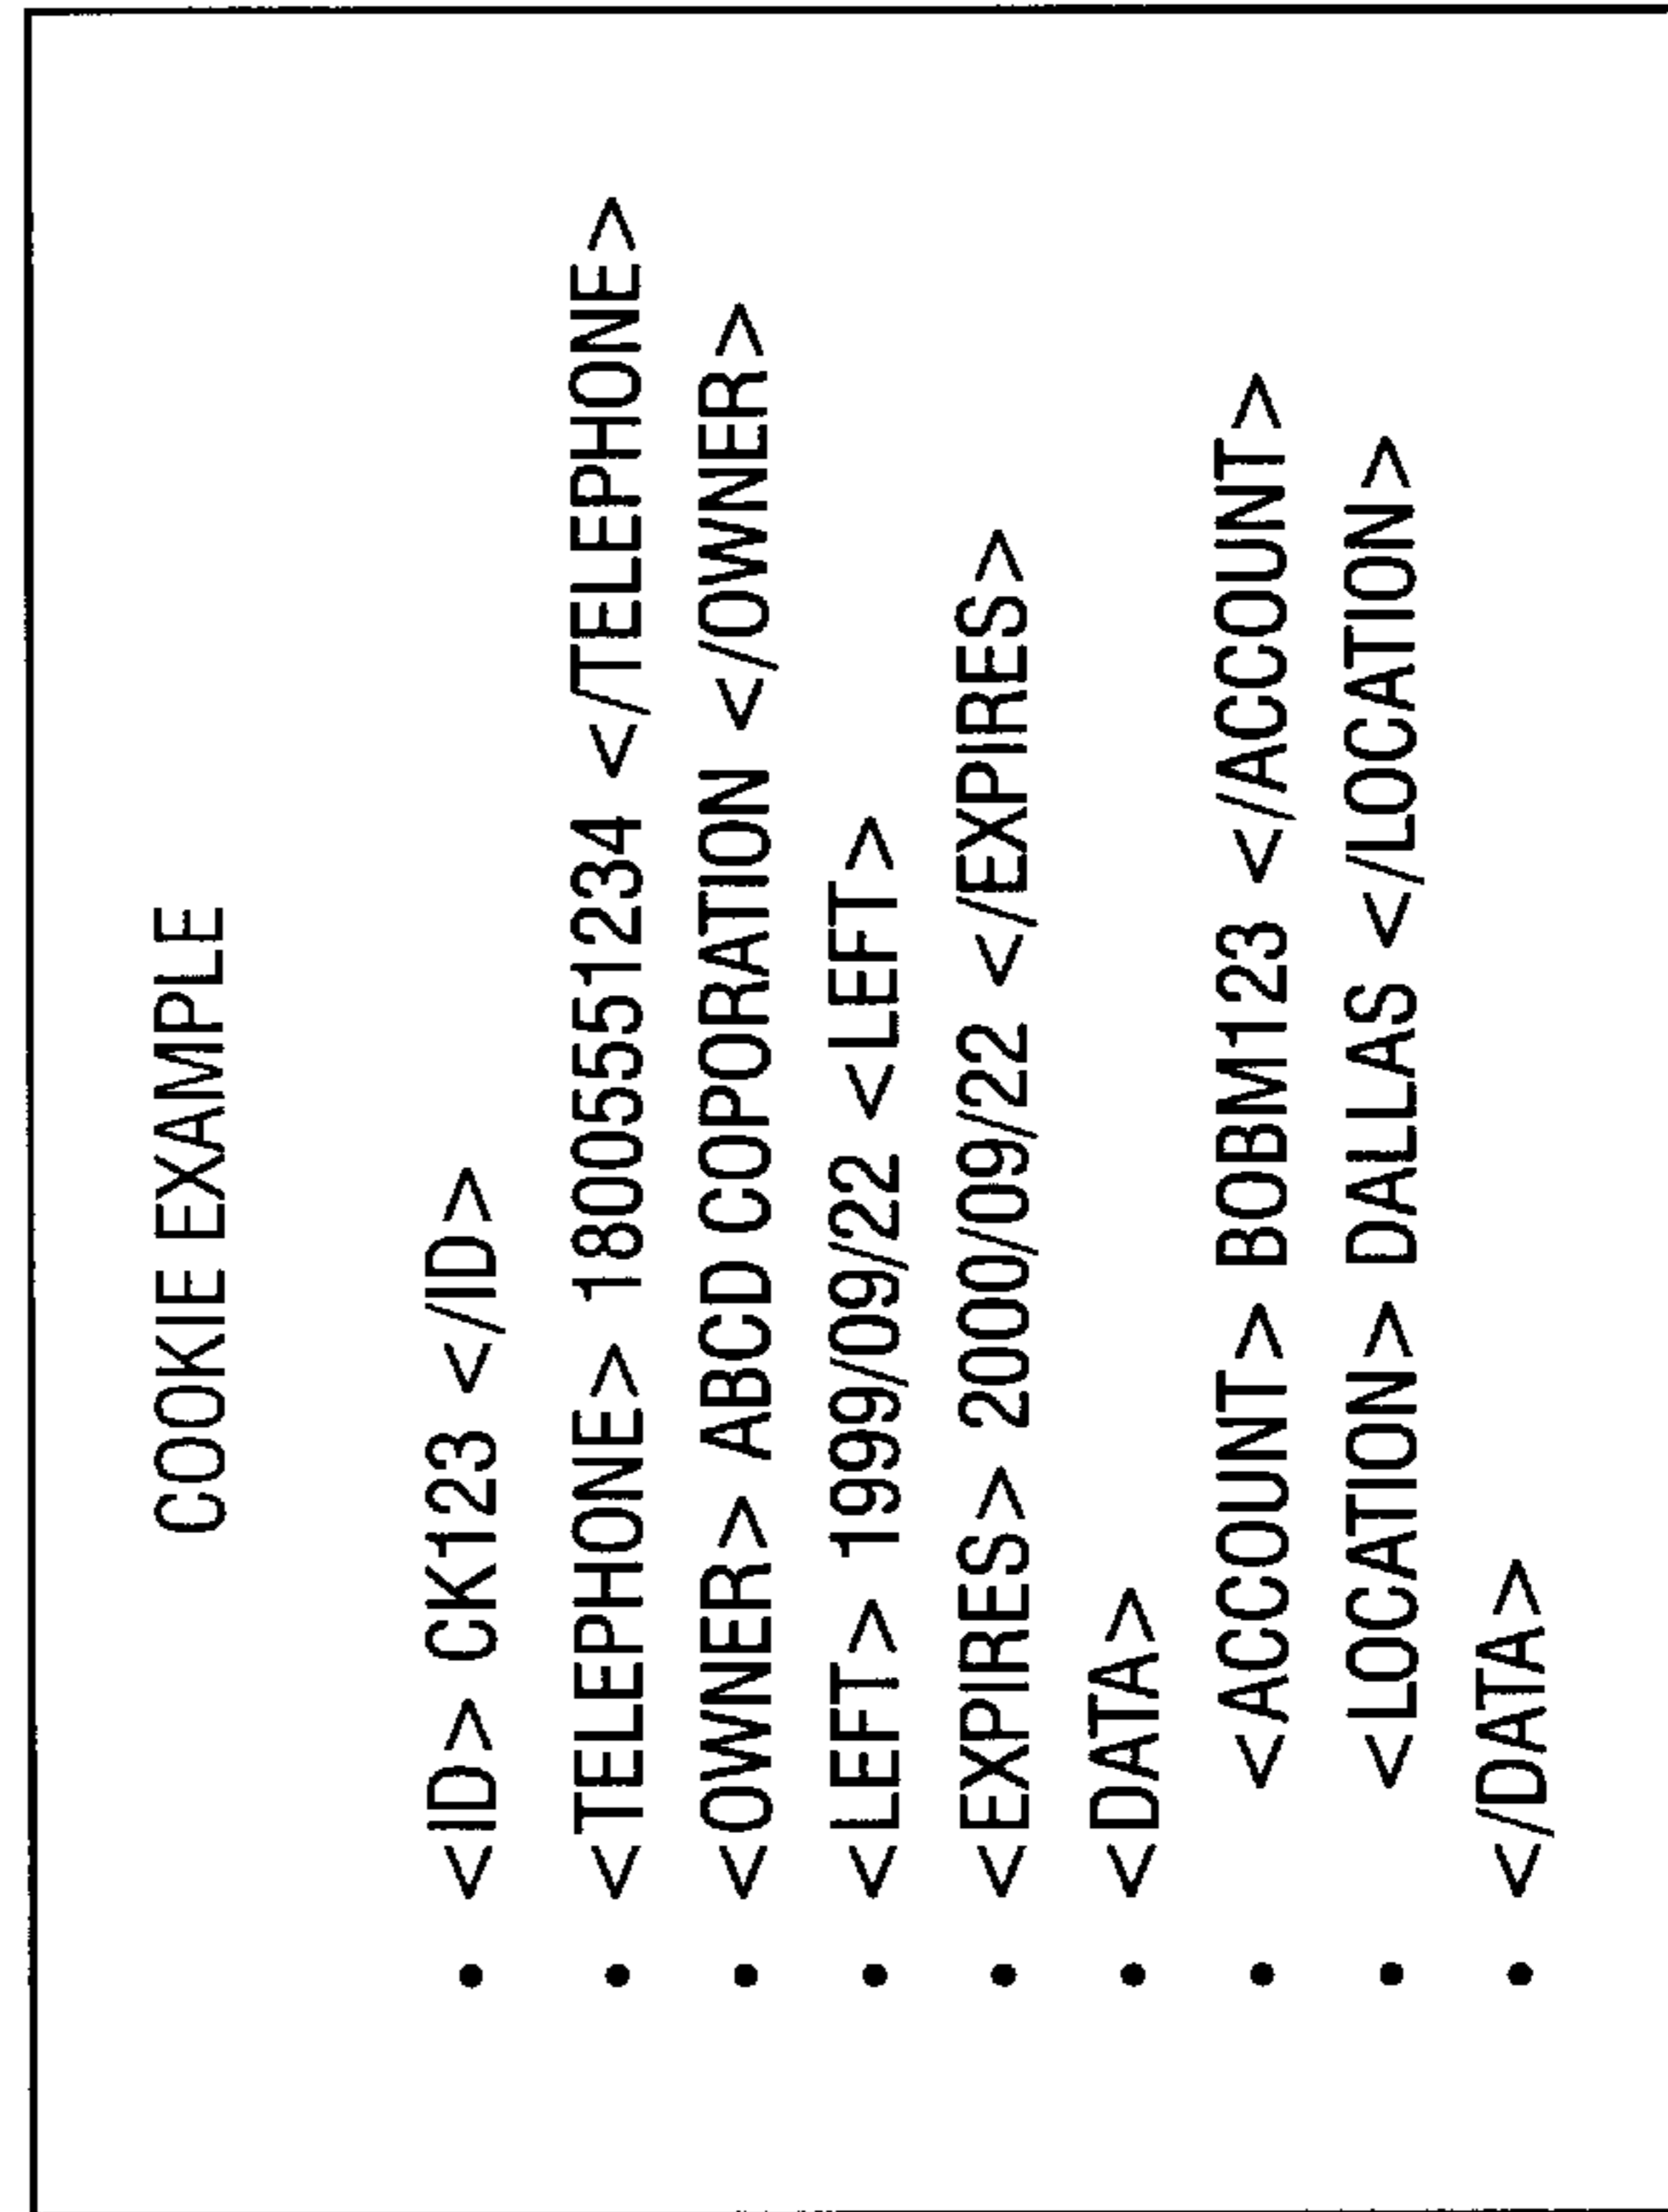 COOKIE EXAMPLE
• <ID> CK123 </ID>
• <TELEPHONE> 18005551234 </TELEPHONE>
• <OWNER> ABCD COPORATION </OWNER>
• <LEFT> 1999/09/22 <LEFT>
• <EXPIRES> 2000/09/22 </EXPIRES>
• <DATA>
• <ACCOUNT> BOBM123 </ACCOUNT>
• <LOCATION> DALLAS </LOCATION>
• </DATA>